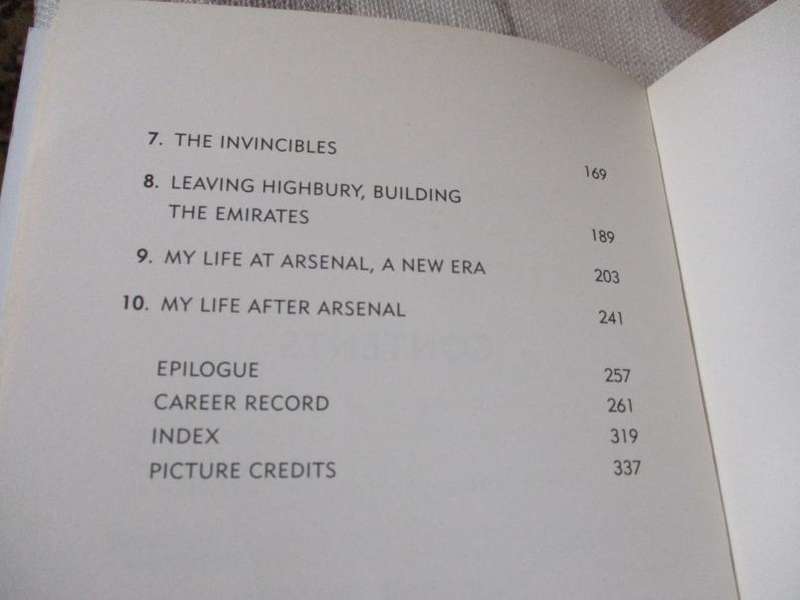 7. THE INVINCIBLES 169
8. LEAVING HIGHBURY, BUILDING
THE EMIRATES 189
9. MY LIFE AT ARSENAL, A NEW ERA 203
10. MY LIFE AFTER ARSENAL 241
EPILOGUE 257
CAREER RECORD 261
INDEX 319
PICTURE CREDITS 337